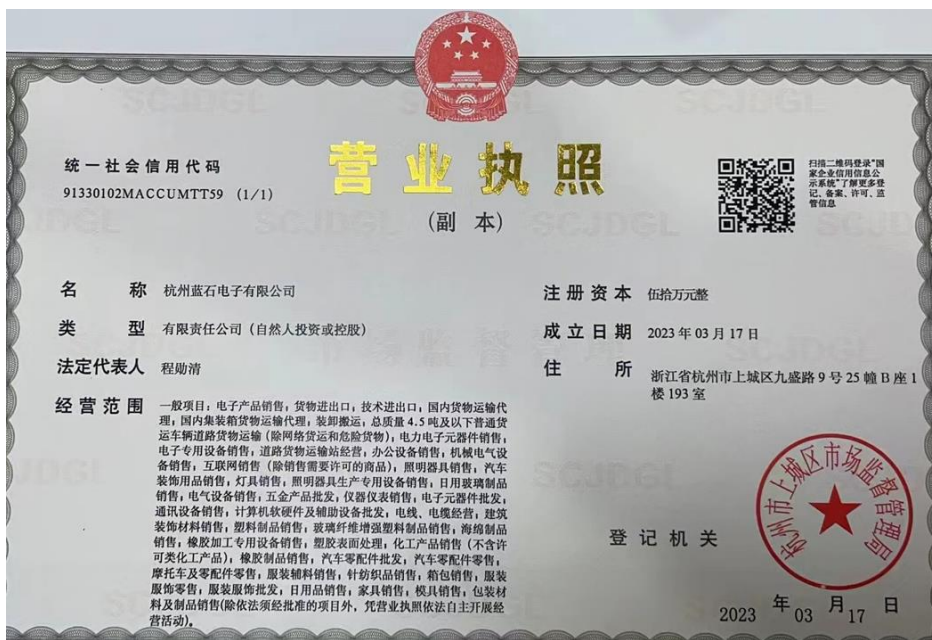 统一社会信用代码
91330102MACCUMTT59 (1/1)
营业执照
(副 本)
扫描二维码登录“国
家企业信用信息公
示系统”了解更多登
记、备案、许可、监
管信息
名 称 杭州蓝石电子有限公司
类 型 有限责任公司(自然人投资或控股)
法定代表人 程勋清
经营范围 一般项目:电子产品销售;货物进出口;技术进出口;国内货物运输代
理;国内集装箱货物运输代理;装卸搬运;总质量4.5吨及以下普通货
运车辆道路货物运输(除网络货运和危险货物);电力电子元器件销售;
电子专用设备销售;道路货物运输站经营;办公设备销售;机械电气设
备销售;互联网销售(除销售需要许可的商品);照明器具销售;汽车
装饰用品销售;灯具销售;照明器具生产专用设备销售;日用玻璃制品
销售;电气设备销售;五金产品批发;仪器仪表销售;电子元器件批发;
通讯设备销售;计算机软硬件及辅助设备批发;电线、电缆经营;建筑
装饰材料销售;塑料制品销售;玻璃纤维增强塑料制品销售;海绵制品
销售;橡胶加工专用设备销售;塑胶表面处理;化工产品销售(不含许
可类化工产品);橡胶制品销售;汽车零配件批发;汽车零配件零售;
摩托车及零配件零售;服装辅料销售;针纺织品销售;箱包销售;服装
服饰零售;服装服饰批发;日用品销售;家具销售;模具销售;包装材
料及制品销售(除依法须经批准的项目外,凭营业执照依法自主开展经
营活动)。
注册资本 伍拾万元整
成立日期 2023年03月17日
住 所 浙江省杭州市上城区九盛路9号25幢B座1
楼193室
登记机关
杭州市上城区市场监督管理局
2023 年 03 月 17 日
SCJDGL
SCJDGL
SCJDGL
SCJDGL
市场监督管理